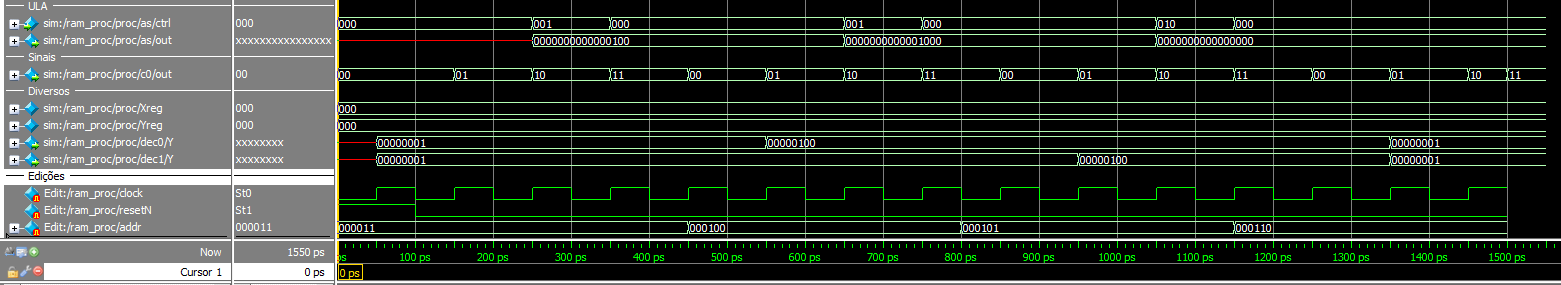 ULA
sim:/ram_proc/proc/as/ctrl 000 000 001 000 001 000 010 000
sim:/ram_proc/proc/as/out xxxxxxxxxxxxxxxx 0000000000000100 0000000000001000 0000000000000000
Sinais
sim:/ram_proc/proc/c0/out 00 00 01 10 11 00 01 10 11 00 01 10 11 00 01 10 11
Diversos
sim:/ram_proc/proc/Xreg 000 000
sim:/ram_proc/proc/Yreg 000 000
sim:/ram_proc/proc/dec0/Y xxxxxxxx 00000001 00000100 00000001
sim:/ram_proc/proc/dec1/Y xxxxxxxx 00000001 00000100 00000001
Edições
Edit:/ram_proc/clock St0
Edit:/ram_proc/resetN St1
Edit:/ram_proc/addr 000011 000011 000100 000101 000110
Now 1550 ps ps 100 ps 200 ps 300 ps 400 ps 500 ps 600 ps 700 ps 800 ps 900 ps 1000 ps 1100 ps 1200 ps 1300 ps 1400 ps 1500 ps
Cursor 1 0 ps 0 ps